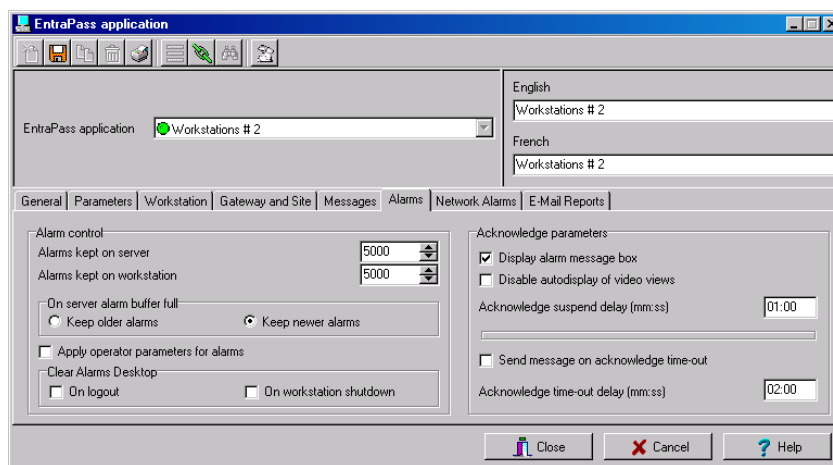 EntraPass application
English
Workstations # 2
EntraPass application
Workstations # 2
French
Workstations # 2
General Parameters Workstation Gateway and Site Messages Alarms Network Alarms E-Mail Reports
Alarm control
Alarms kept on server 5000
Alarms kept on workstation 5000
On server alarm buffer full
Keep older alarms Keep newer alarms
Apply operator parameters for alarms
Clear Alarms Desktop
On logout On workstation shutdown
Acknowledge parameters
Display alarm message box
Disable autodisplay of video views
Acknowledge suspend delay (mm:ss) 01:00
Send message on acknowledge time-out
Acknowledge time-out delay (mm:ss) 02:00
Close Cancel Help